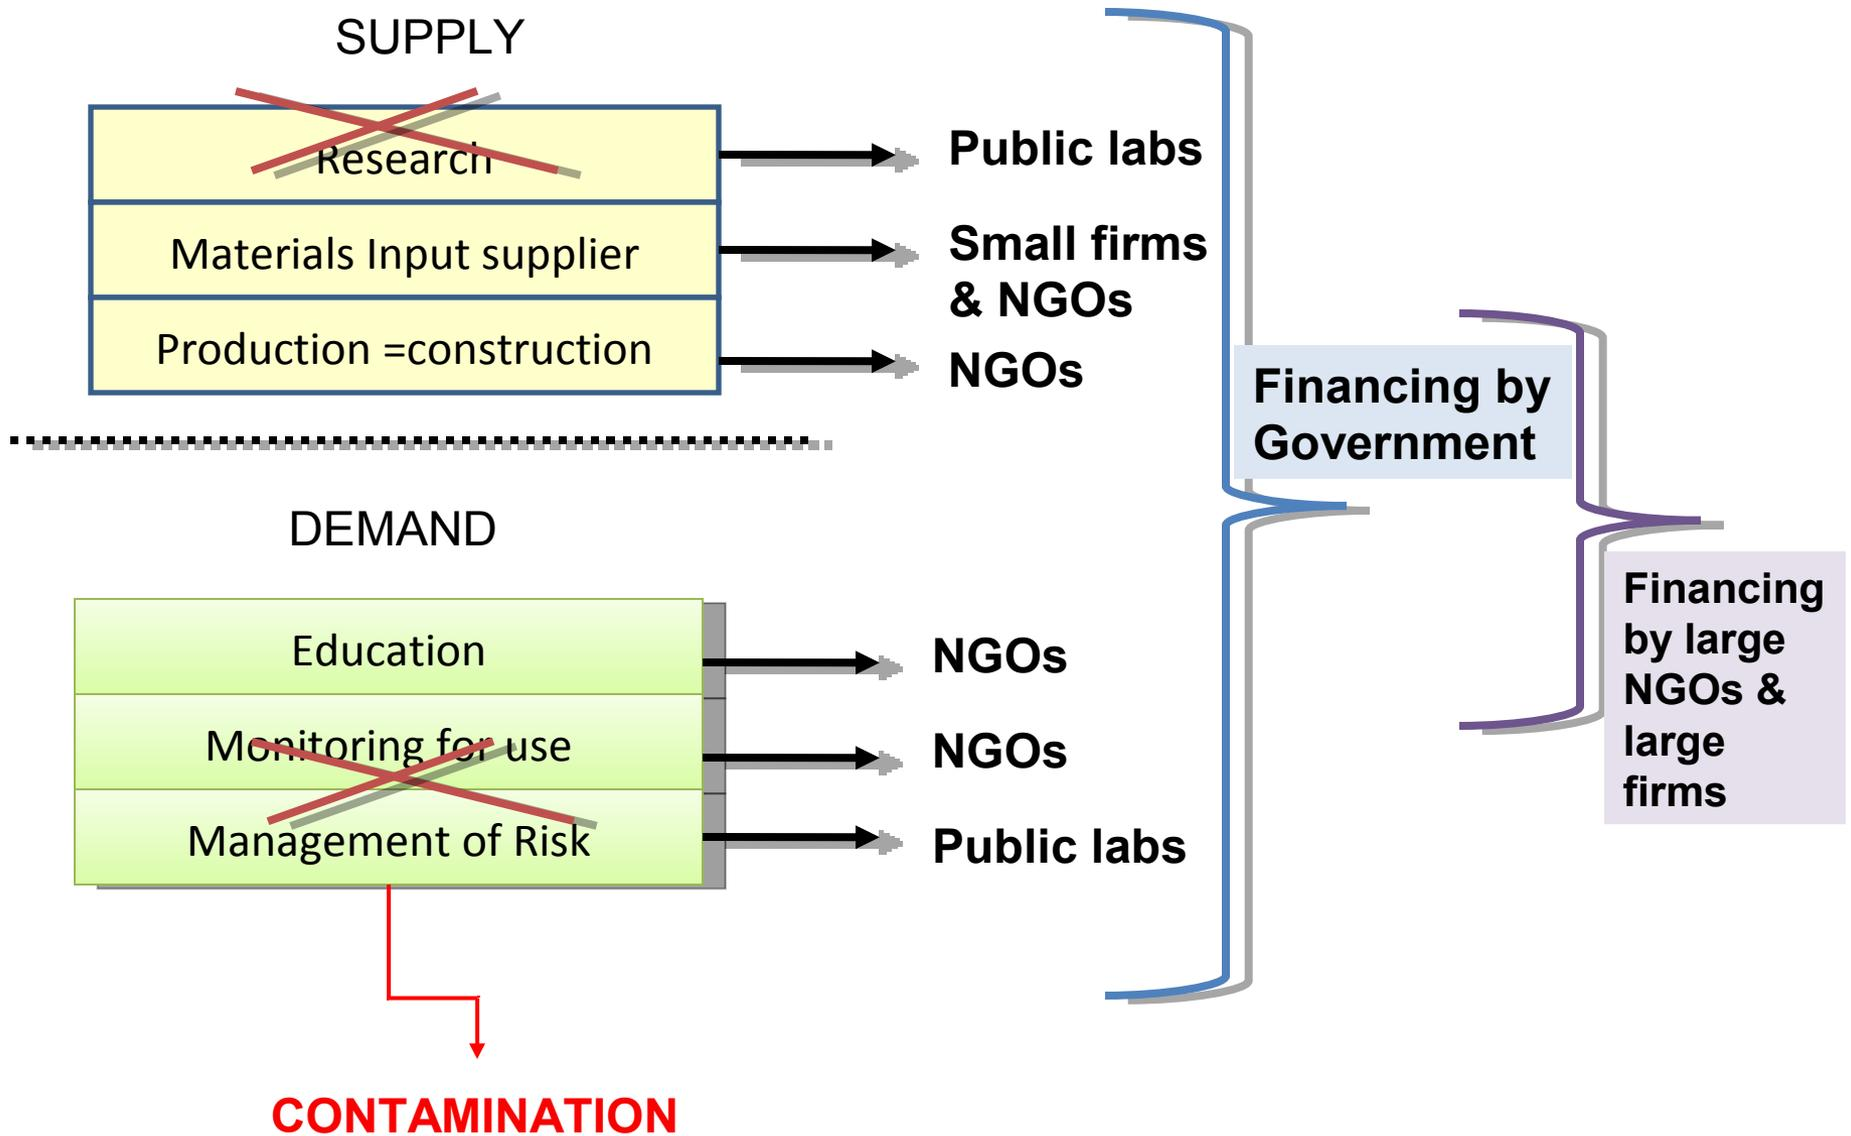 SUPPLY
Research
Public labs
Materials Input supplier
Small firms
& NGOs
Production =construction
NGOs
Financing by
Government
DEMAND
Education
NGOs
Monitoring for use
NGOs
Management of Risk
Public labs
Financing
by large
NGOs &
large
firms
CONTAMINATION